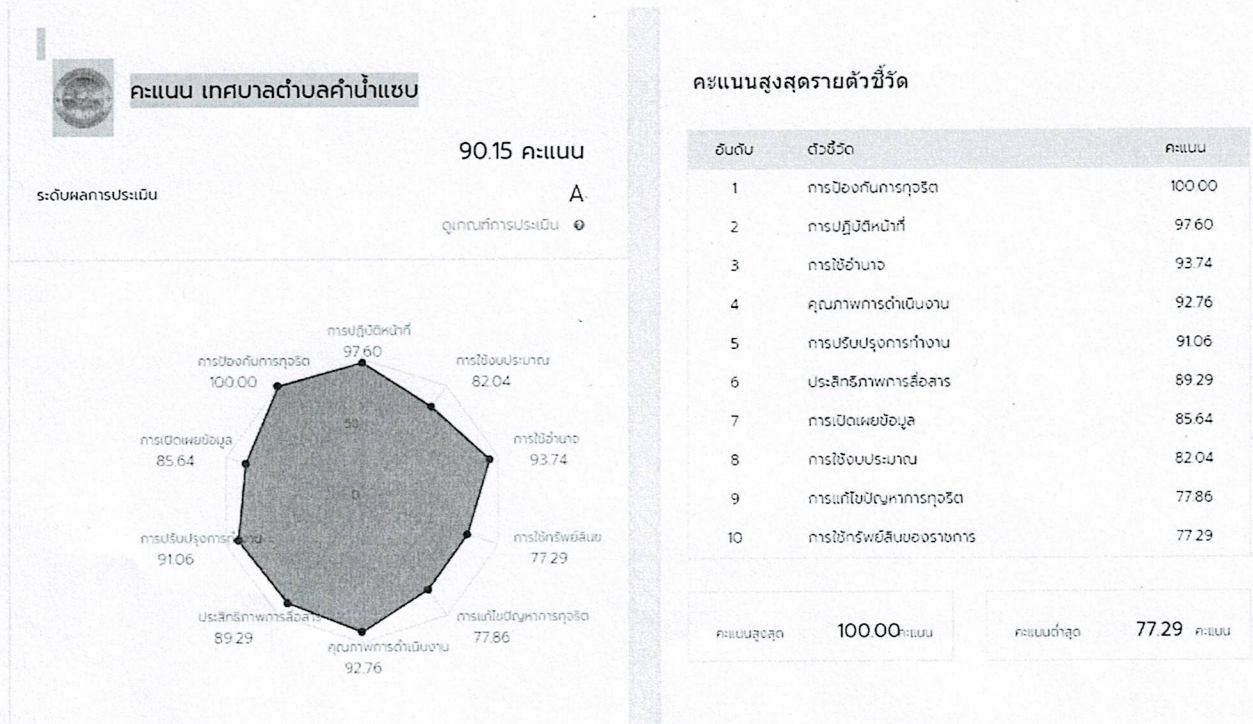 คะแนน เทศบาลตำบลคำน้ำแซบ
90.15 คะแนน
ระดับผลการประเมิน A
ดูเกณฑ์การประเมิน
การปฏิบัติหน้าที่
97.60
การป้องกันการทุจริต
100.00
การใช้งบประมาณ
82.04
50
การเปิดเผยข้อมูล
85.64
การใช้อำนาจ
93.74
0
การปรับปรุงการทำงาน
91.06
การใช้ทรัพย์สินข
77.29
ประสิทธิภาพการสื่อสาร
89.29
การแก้ไขปัญหาการทุจริต
77.86
คุณภาพการดำเนินงาน
92.76
คะแนนสูงสุดรายตัวชี้วัด
อันดับ ตัวชี้วัด คะแนน
1 การป้องกันการทุจริต 100.00
2 การปฏิบัติหน้าที่ 97.60
3 การใช้อำนาจ 93.74
4 คุณภาพการดำเนินงาน 92.76
5 การปรับปรุงการทำงาน 91.06
6 ประสิทธิภาพการสื่อสาร 89.29
7 การเปิดเผยข้อมูล 85.64
8 การใช้งบประมาณ 82.04
9 การแก้ไขปัญหาการทุจริต 77.86
10 การใช้ทรัพย์สินของราชการ 77.29
คะแนนสูงสุด 100.00 คะแนน
คะแนนต่ำสุด 77.29 คะแนน